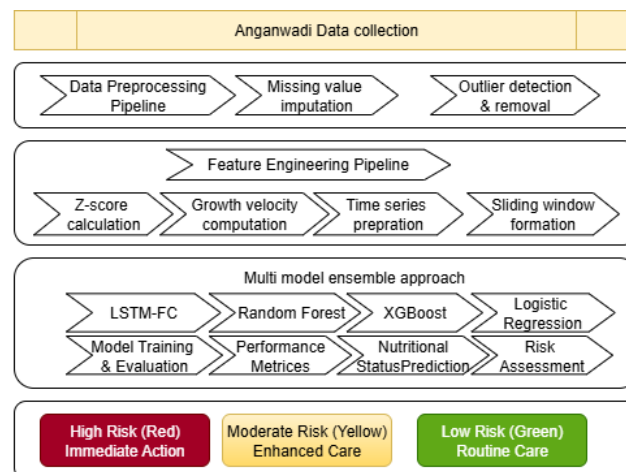 Anganwadi Data collection
Data Preprocessing
Pipeline
Missing value
imputation
Outlier detection
& removal
Feature Engineering Pipeline
Z-score
calculation
Growth velocity
computation
Time series
prepration
Sliding window
formation
Multi model ensemble approach
LSTM-FC
Random Forest
XGBoost
Logistic
Regression
Model Training
& Evaluation
Performance
Metrices
Nutritional
StatusPrediction
Risk
Assessment
High Risk (Red)
Immediate Action
Moderate Risk (Yellow)
Enhanced Care
Low Risk (Green)
Routine Care